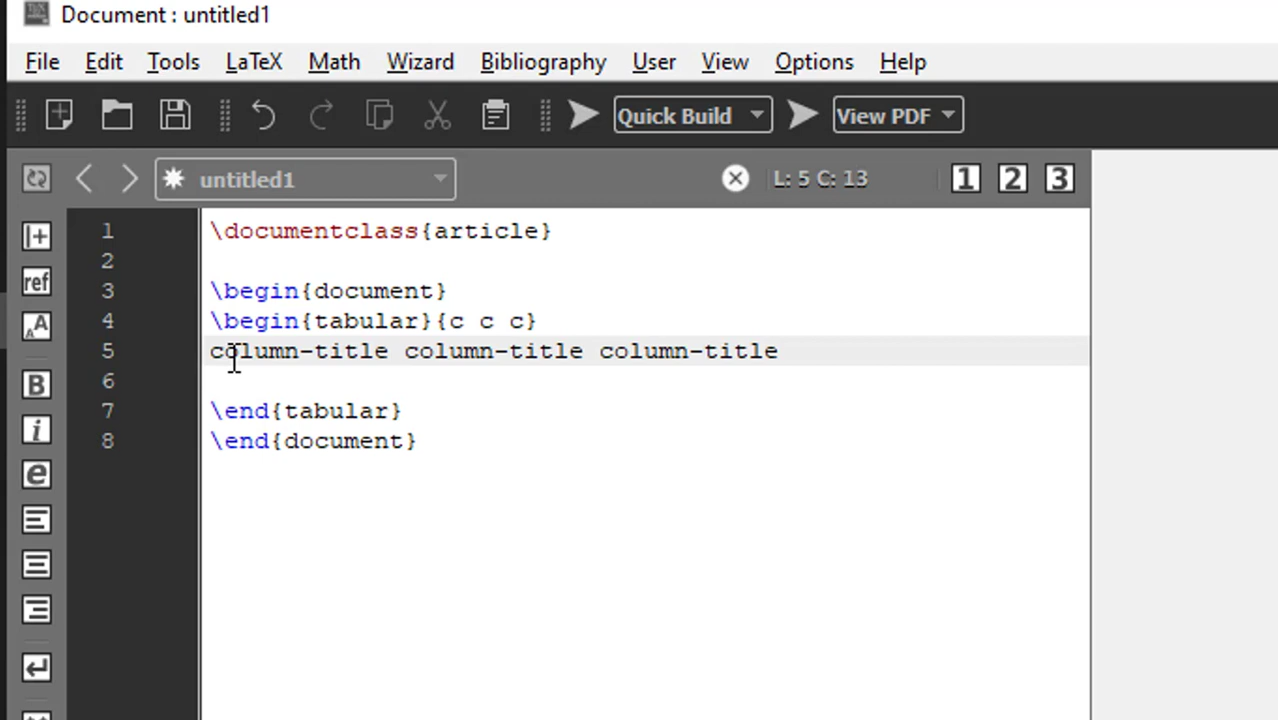 Document : untitled1
File Edit Tools LaTeX Math Wizard Bibliography User View Options Help
Quick Build View PDF
untitled1 L: 5 C: 13 1 2 3
1 \documentclass{article}
2
3 \begin{document}
4 \begin{tabular}{c c c}
5 column-title column-title column-title
6
7 \end{tabular}
8 \end{document}
ref
A
B
i
e